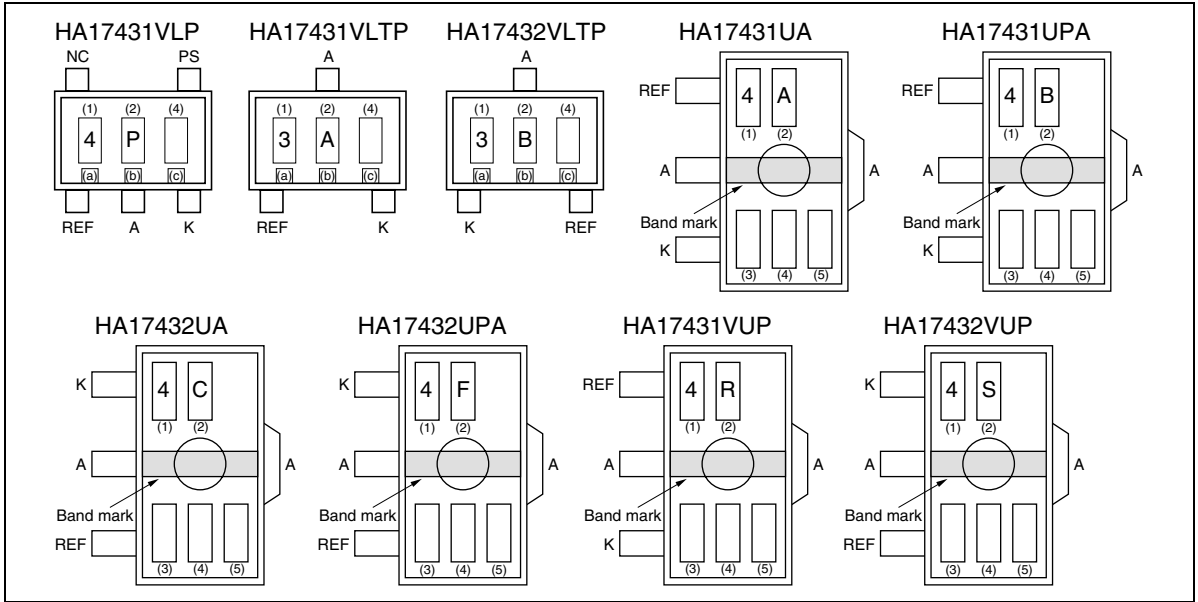 HA17431VLP HA17431VLTP HA17432VLTP HA17431UA HA17431UPA
NC PS
(1) (2) (4)
4 P
(a) (b) (c)
REF A K
A
(1) (2) (4)
3 A
(a) (b) (c)
REF K
A
(1) (2) (4)
3 B
(a) (b) (c)
K REF
REF 4 A
(1) (2)
A A
Band mark
K
(3) (4) (5)
REF 4 B
(1) (2)
A A
Band mark
K
(3) (4) (5)
HA17432UA HA17432UPA HA17431VUP HA17432VUP
K 4 C
(1) (2)
A A
Band mark
REF
(3) (4) (5)
K 4 F
(1) (2)
A A
Band mark
REF
(3) (4) (5)
REF 4 R
(1) (2)
A A
Band mark
K
(3) (4) (5)
K 4 S
(1) (2)
A A
Band mark
REF
(3) (4) (5)